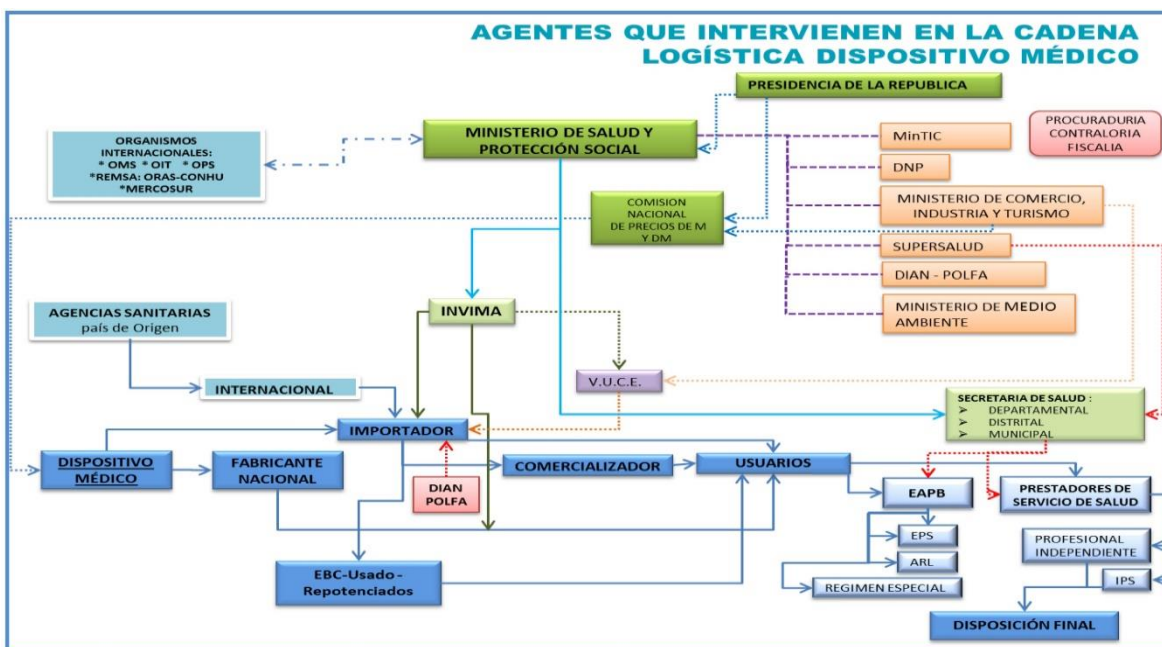 AGENTES QUE INTERVIENEN EN LA CADENA
LOGÍSTICA DISPOSITIVO MÉDICO
PRESIDENCIA DE LA REPUBLICA
ORGANISMOS
INTERNACIONALES:
* OMS * OIT * OPS
*REMSA: ORAS-CONHU
*MERCOSUR
MINISTERIO DE SALUD Y
PROTECCIÓN SOCIAL
MinTIC
PROCURADURIA
CONTRALORIA
FISCALIA
DNP
COMISION
NACIONAL
DE PRECIOS DE M
Y DM
MINISTERIO DE COMERCIO,
INDUSTRIA Y TURISMO
SUPERSALUD
DIAN - POLFA
MINISTERIO DE MEDIO
AMBIENTE
AGENCIAS SANITARIAS
país de Origen
INVIMA
INTERNACIONAL
V.U.C.E.
SECRETARIA DE SALUD :
➢ DEPARTAMENTAL
➢ DISTRITAL
➢ MUNICIPAL
IMPORTADOR
DISPOSITIVO
MÉDICO
FABRICANTE
NACIONAL
DIAN
POLFA
COMERCIALIZADOR
USUARIOS
EAPB
PRESTADORES DE
SERVICIO DE SALUD
EPS
ARL
REGIMEN ESPECIAL
PROFESIONAL
INDEPENDIENTE
IPS
EBC-Usado -
Repotenciados
DISPOSICIÓN FINAL